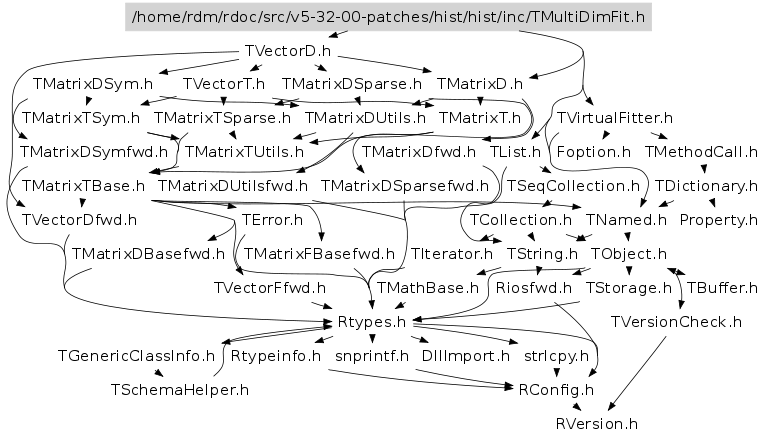 /home/rdm/rdoc/src/v5-32-00-patches/hist/hist/inc/TMultiDimFit.h
TVectorD.h
TMatrixDSym.h TVectorT.h TMatrixDSparse.h TMatrixD.h
TMatrixTSym.h TMatrixTSparse.h TMatrixDUtils.h TMatrixT.h TVirtualFitter.h
TMatrixDSymfwd.h TMatrixTUtils.h TMatrixDfwd.h TList.h Foption.h TMethodCall.h
TMatrixTBase.h TMatrixDUtilsfwd.h TMatrixDSparsefwd.h TSeqCollection.h TDictionary.h
TVectorDfwd.h TError.h TCollection.h TNamed.h Property.h
TMatrixDBasefwd.h TMatrixFBasefwd.h TIterator.h TString.h TObject.h
TVectorFfwd.h TMathBase.h Riosfwd.h TStorage.h TBuffer.h
Rtypes.h TVersionCheck.h
TGenericClassInfo.h Rtypeinfo.h snprintf.h DllImport.h strlcpy.h
TSchemaHelper.h RConfig.h
RVersion.h